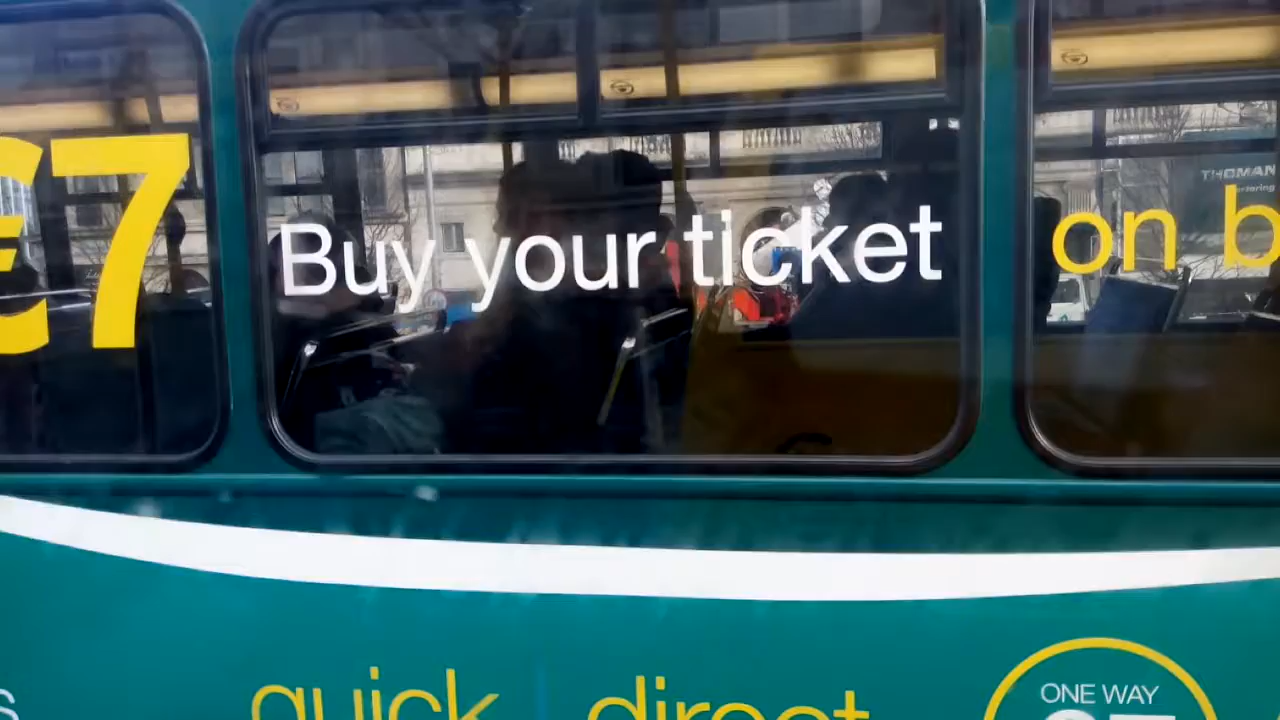 €7
Buy your ticket
on b
THOMAN
quick
direct
ONE WAY